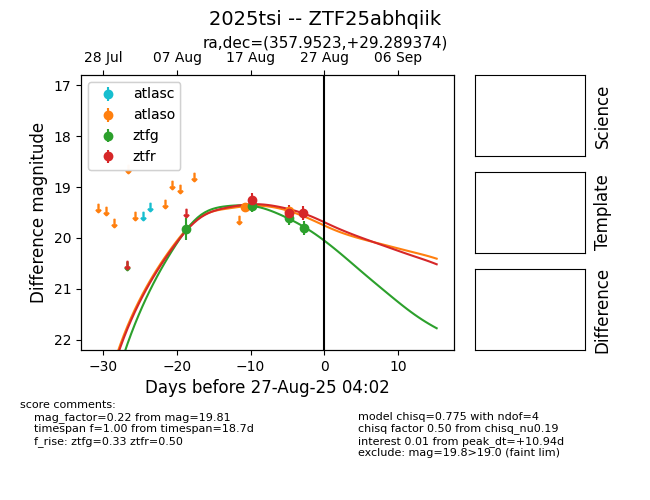 2025tsi -- ZTF25abhqiik
ra,dec=(357.9523,+29.289374)
28 Jul 07 Aug 17 Aug 27 Aug 06 Sep
17
18
19
20
21
22
Difference magnitude
atlasc
atlaso
ztfg
ztfr
−30 −20 −10 0 10
Days before 27-Aug-25 04:02
Science
Template
Difference
score comments:
mag_factor=0.22 from mag=19.81
timespan f=1.00 from timespan=18.7d
f_rise: ztfg=0.33 ztfr=0.50
model chisq=0.775 with ndof=4
chisq factor 0.50 from chisq_nu0.19
interest 0.01 from peak_dt=+10.94d
exclude: mag=19.8>19.0 (faint lim)